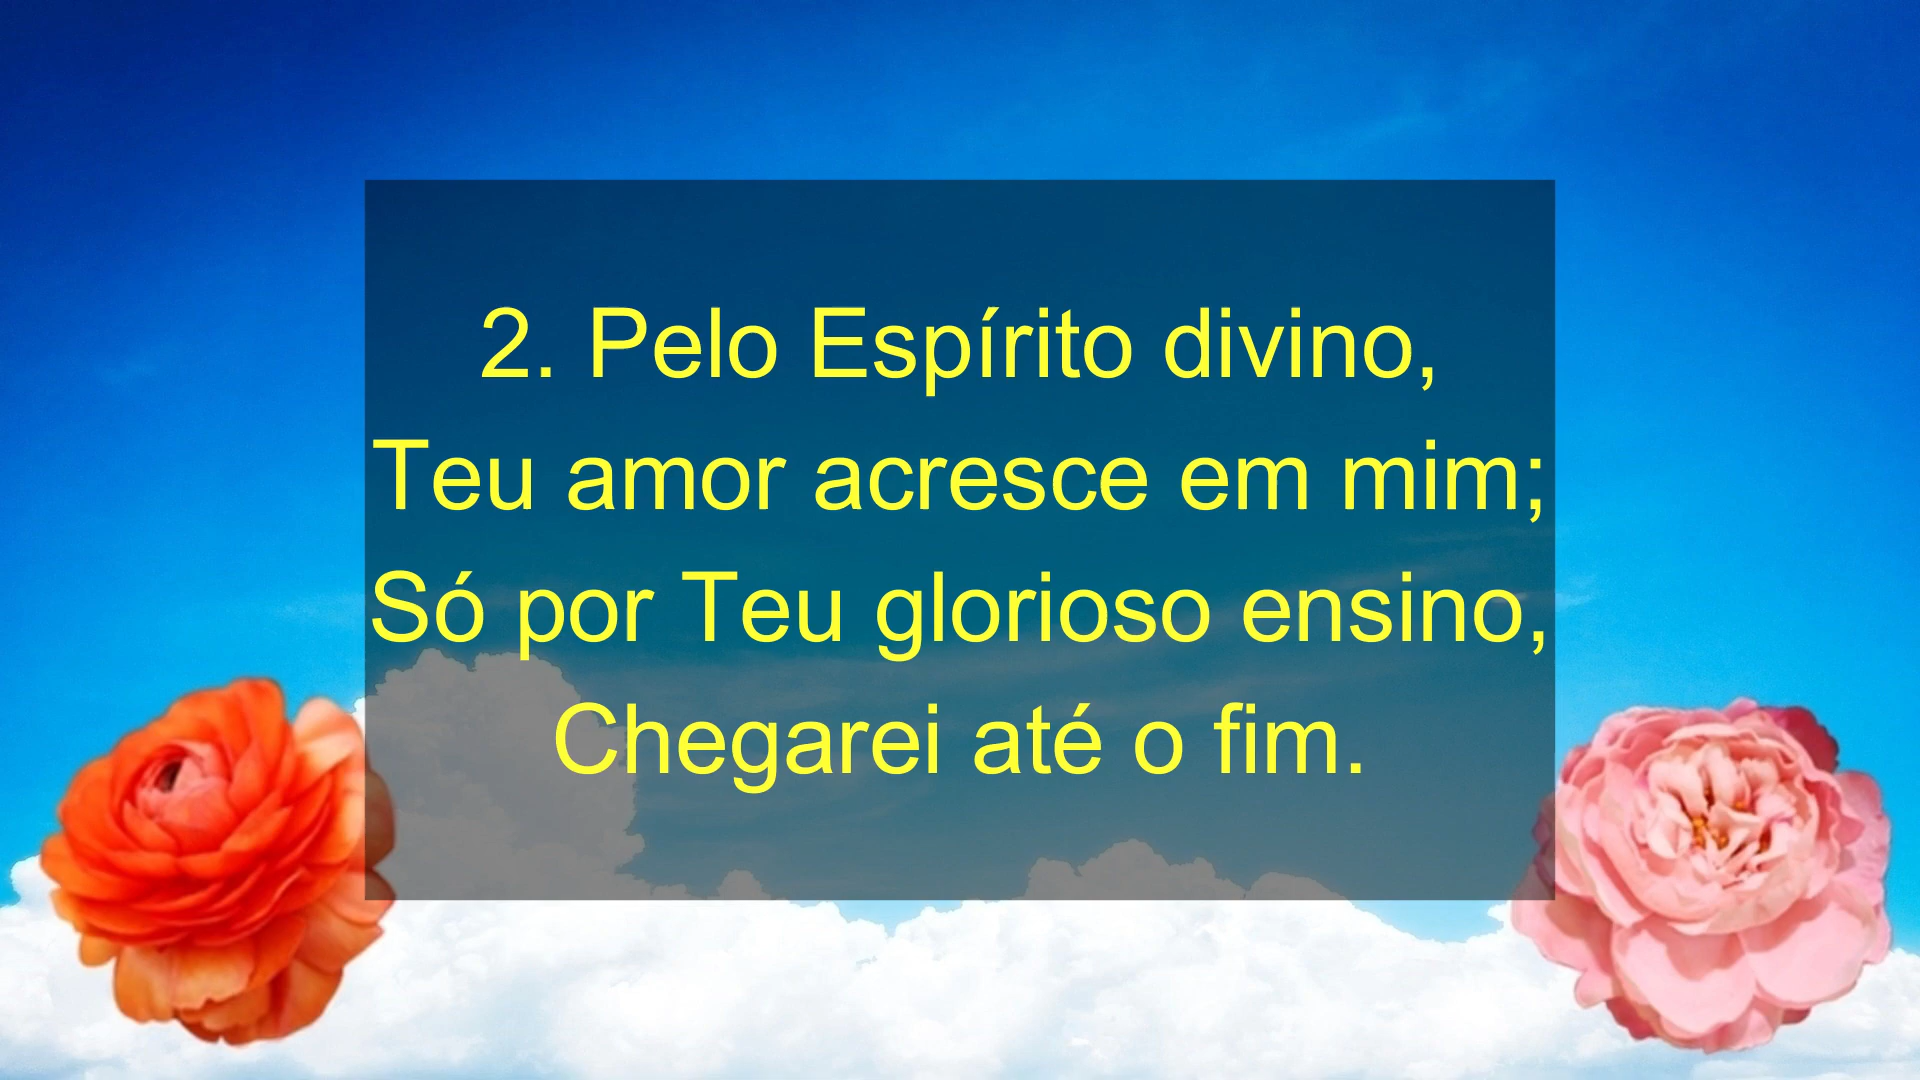 2. Pelo Espírito divino,
Teu amor acresce em mim;
Só por Teu glorioso ensino,
Chegarei até o fim.